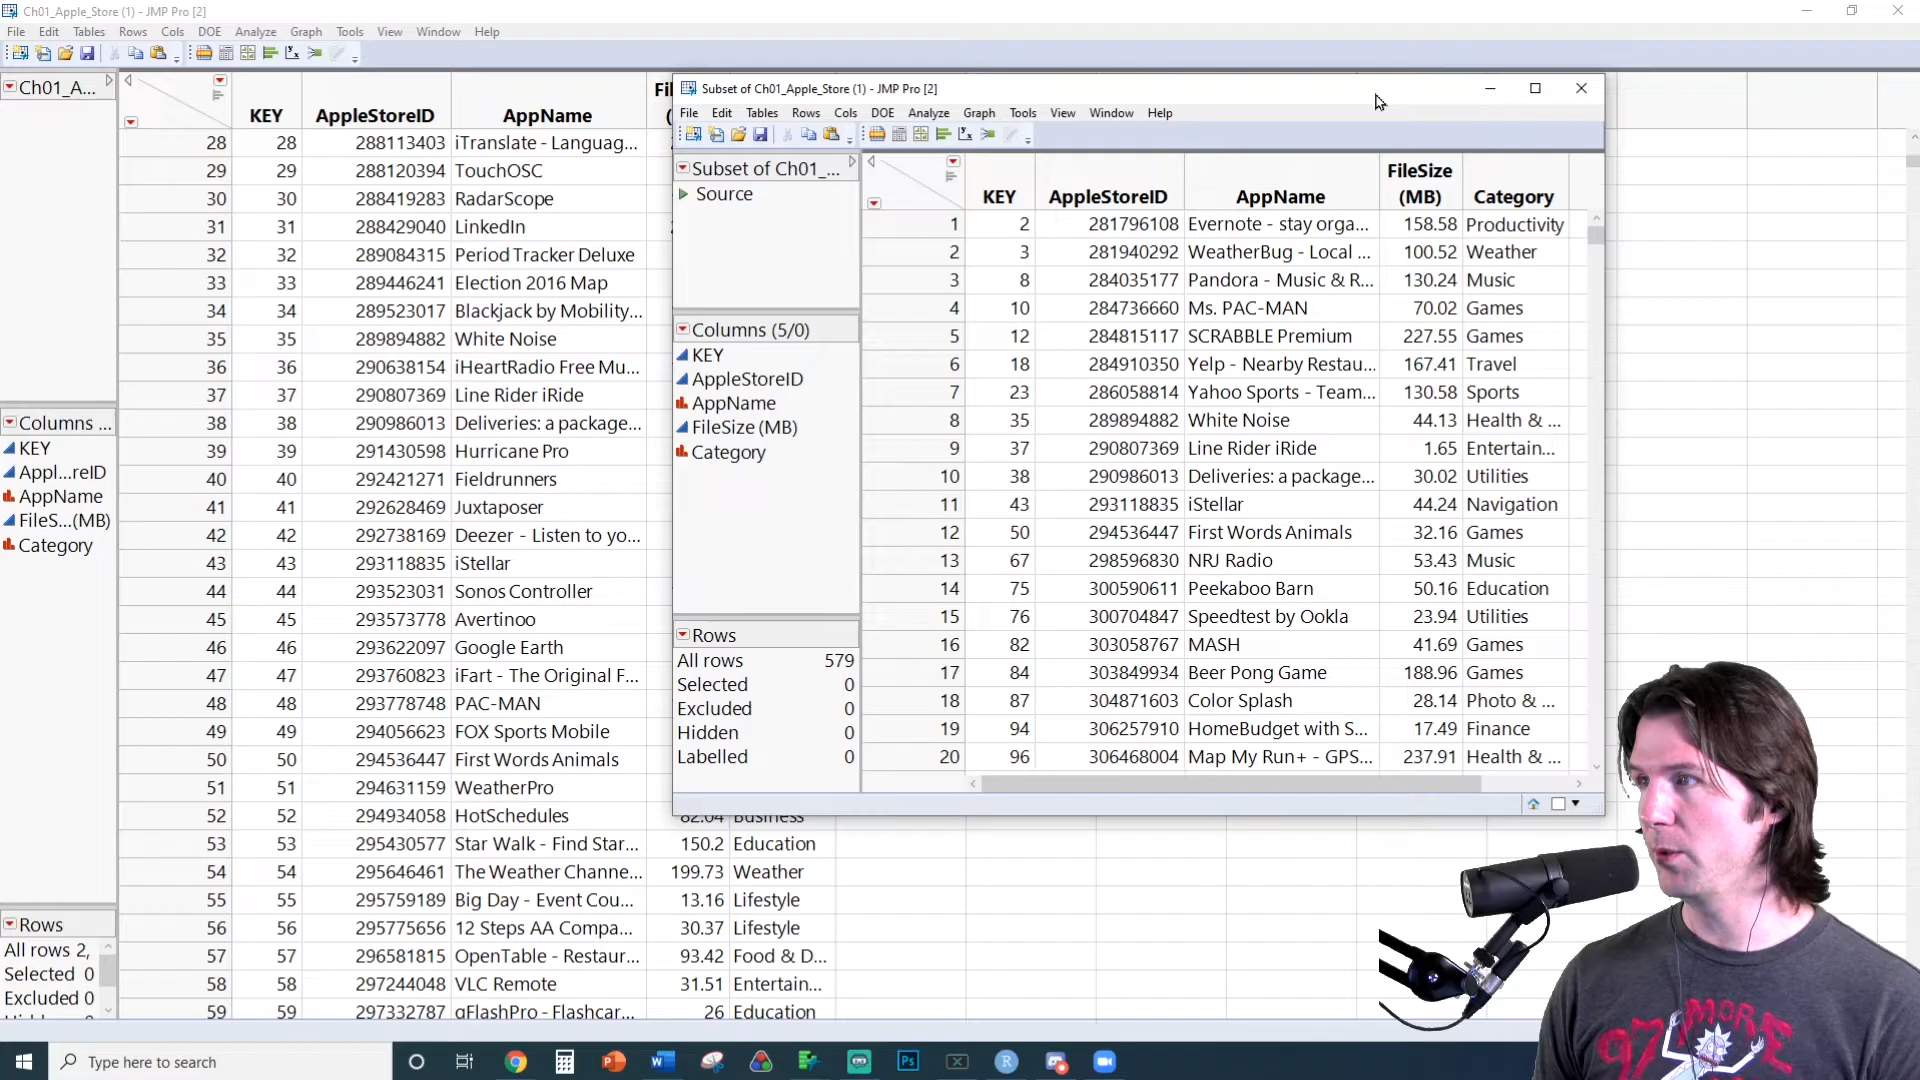 Ch01_Apple_Store (1) - JMP Pro [2]
File Edit Tables Rows Cols DOE Analyze Graph Tools View Window Help
Ch01_A...
KEY AppleStoreID AppName
28 28 288113403 iTranslate - Languag...
29 29 288120394 TouchOSC
30 30 288419283 RadarScope
31 31 288429040 LinkedIn
32 32 289084315 Period Tracker Deluxe
33 33 289446241 Election 2016 Map
34 34 289523017 Blackjack by Mobility...
35 35 289894882 White Noise
36 36 290638154 iHeartRadio Free Mu...
37 37 290807369 Line Rider iRide
38 38 290986013 Deliveries: a package...
39 39 291430598 Hurricane Pro
40 40 292421271 Fieldrunners
41 41 292628469 Juxtaposer
42 42 292738169 Deezer - Listen to yo...
43 43 293118835 iStellar
44 44 293523031 Sonos Controller
45 45 293573778 Avertinoo
46 46 293622097 Google Earth
47 47 293760823 iFart - The Original F...
48 48 293778748 PAC-MAN
49 49 294056623 FOX Sports Mobile
50 50 294536447 First Words Animals
51 51 294631159 WeatherPro
52 52 294934058 HotSchedules 82.04 Business
53 53 295430577 Star Walk - Find Star... 150.2 Education
54 54 295646461 The Weather Channe... 199.73 Weather
55 55 295759189 Big Day - Event Cou... 13.16 Lifestyle
56 56 295775656 12 Steps AA Compa... 30.37 Lifestyle
57 57 296581815 OpenTable - Restaur... 93.42 Food & D...
58 58 297244048 VLC Remote 31.51 Entertain...
59 59 297332787 gFlashPro - Flashcar... 26 Education
Columns ...
KEY
Appl...reID
AppName
FileS...(MB)
Category
Rows
All rows 2,
Selected 0
Excluded 0
Subset of Ch01_Apple_Store (1) - JMP Pro [2]
File Edit Tables Rows Cols DOE Analyze Graph Tools View Window Help
Subset of Ch01_...
Source
Columns (5/0)
KEY
AppleStoreID
AppName
FileSize (MB)
Category
Rows
All rows 579
Selected 0
Excluded 0
Hidden 0
Labelled 0
KEY AppleStoreID AppName FileSize (MB) Category
1 2 281796108 Evernote - stay orga... 158.58 Productivity
2 3 281940292 WeatherBug - Local ... 100.52 Weather
3 8 284035177 Pandora - Music & R... 130.24 Music
4 10 284736660 Ms. PAC-MAN 70.02 Games
5 12 284815117 SCRABBLE Premium 227.55 Games
6 18 284910350 Yelp - Nearby Restau... 167.41 Travel
7 23 286058814 Yahoo Sports - Team... 130.58 Sports
8 35 289894882 White Noise 44.13 Health & ...
9 37 290807369 Line Rider iRide 1.65 Entertain...
10 38 290986013 Deliveries: a package... 30.02 Utilities
11 43 293118835 iStellar 44.24 Navigation
12 50 294536447 First Words Animals 32.16 Games
13 67 298596830 NRJ Radio 53.43 Music
14 75 300590611 Peekaboo Barn 50.16 Education
15 76 300704847 Speedtest by Ookla 23.94 Utilities
16 82 303058767 MASH 41.69 Games
17 84 303849934 Beer Pong Game 188.96 Games
18 87 304871603 Color Splash 28.14 Photo & ...
19 94 306257910 HomeBudget with S... 17.49 Finance
20 96 306468004 Map My Run+ - GPS... 237.91 Health & ...
97 MORE
Type here to search
Ps
R